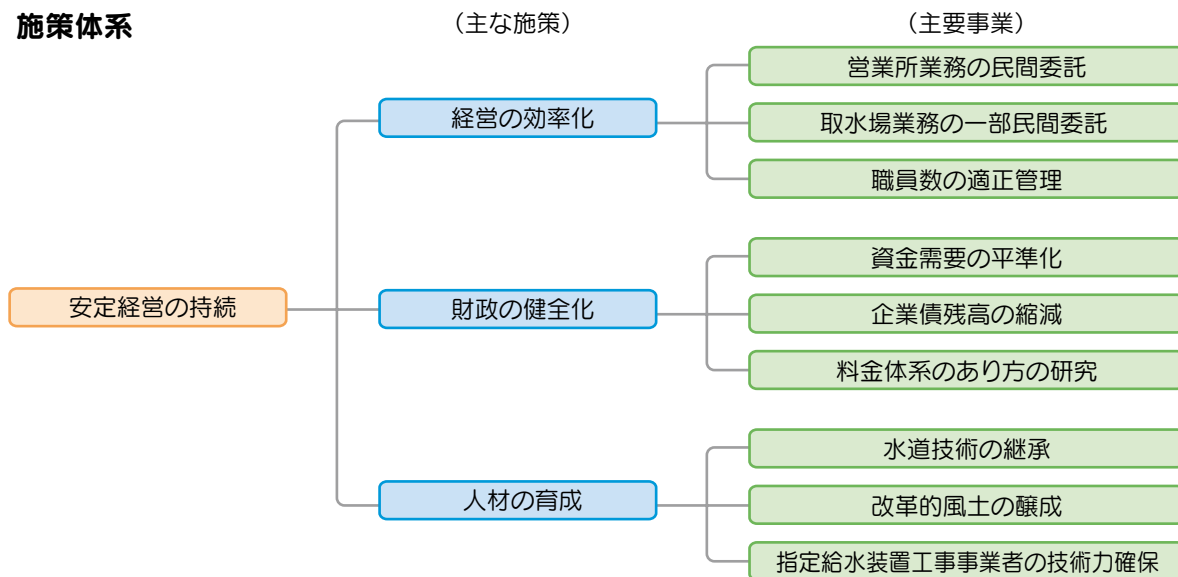 施策体系
（主な施策）
（主要事業）
安定経営の持続
経営の効率化
営業所業務の民間委託
取水場業務の一部民間委託
職員数の適正管理
財政の健全化
資金需要の平準化
企業債残高の縮減
料金体系のあり方の研究
人材の育成
水道技術の継承
改革的風土の醸成
指定給水装置工事事業者の技術力確保